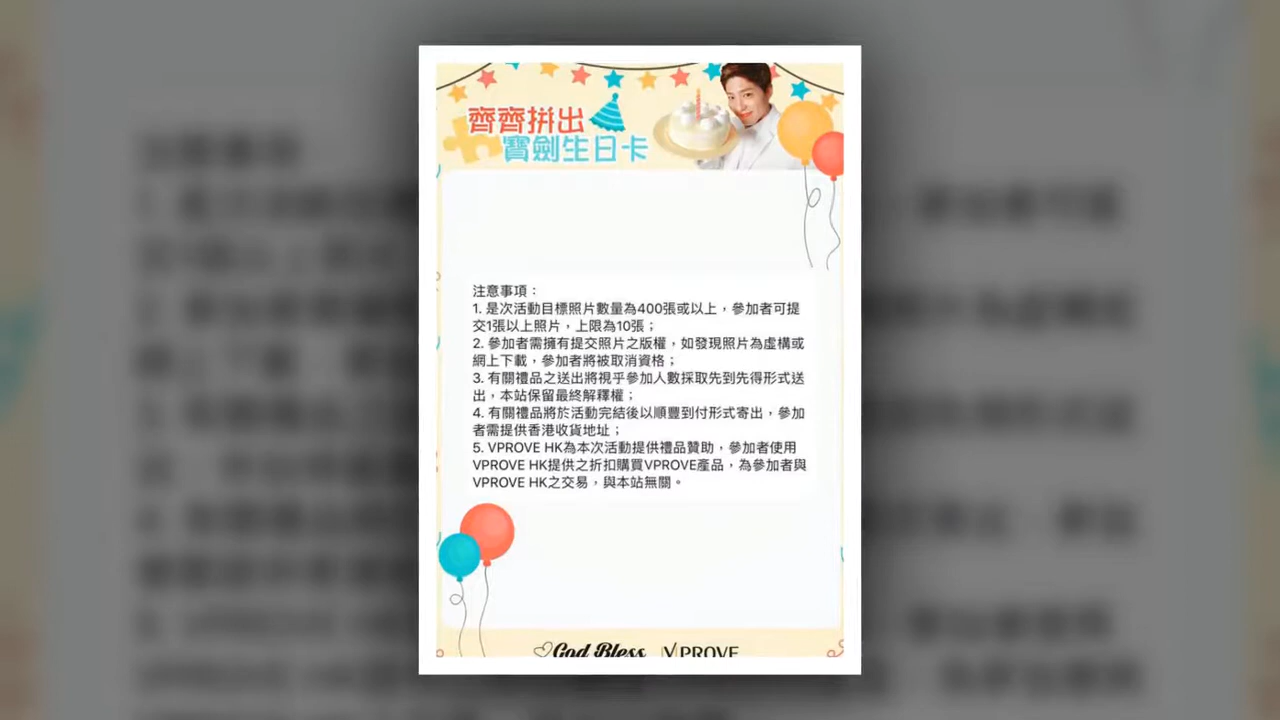 齊齊拼出
寶劍生日卡
注意事項：
1. 是次活動目標照片數量為400張或以上，參加者可提
交1張以上照片，上限為10張；
2. 參加者需擁有提交照片之版權，如發現照片為虛構或
網上下載，參加者將被取消資格；
3. 有關禮品之送出將視乎參加人數採取先到先得形式送
出，本站保留最終解釋權；
4. 有關禮品將於活動完結後以順豐到付形式寄出，參加
者需提供香港收貨地址；
5. VPROVE HK為本次活動提供禮品贊助，參加者使用
VPROVE HK提供之折扣購買VPROVE產品，為參加者與
VPROVE HK之交易，與本站無關。
God Bless VPROVE